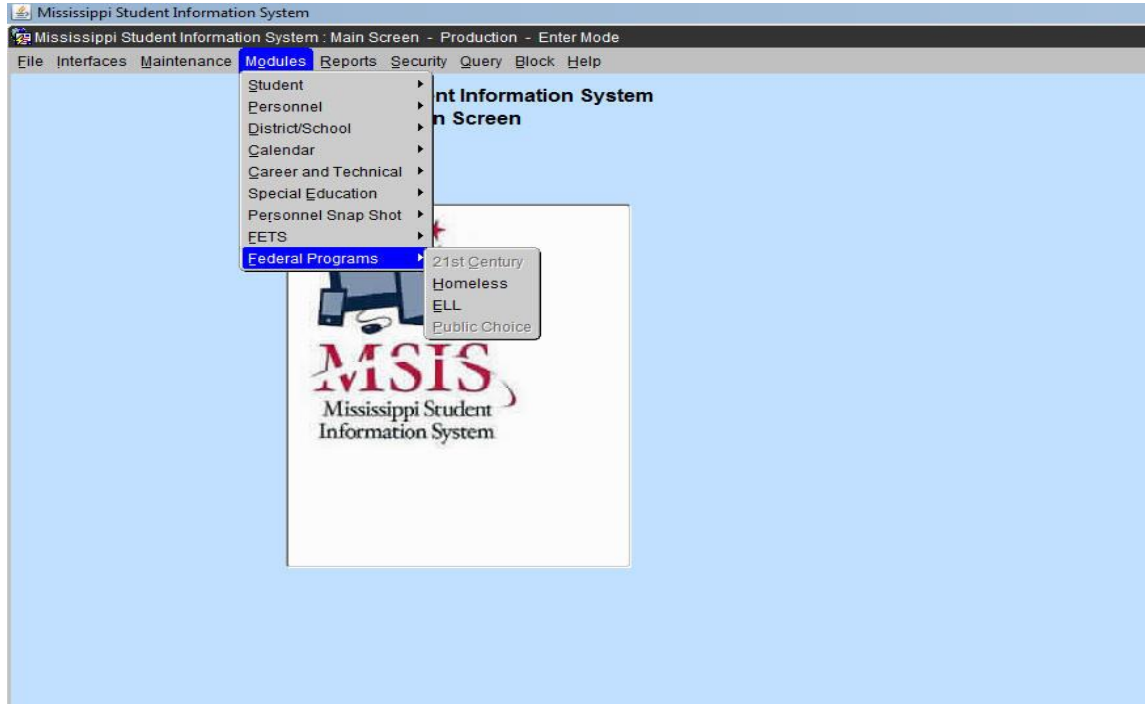 Mississippi Student Information System
Mississippi Student Information System : Main Screen - Production - Enter Mode
File Interfaces Maintenance Modules Reports Security Query Block Help
nt Information System
n Screen
Student
Personnel
District/School
Calendar
Career and Technical
Special Education
Personnel Snap Shot
FETS
Federal Programs
21st Century
Homeless
ELL
Public Choice
MSIS
Mississippi Student
Information System